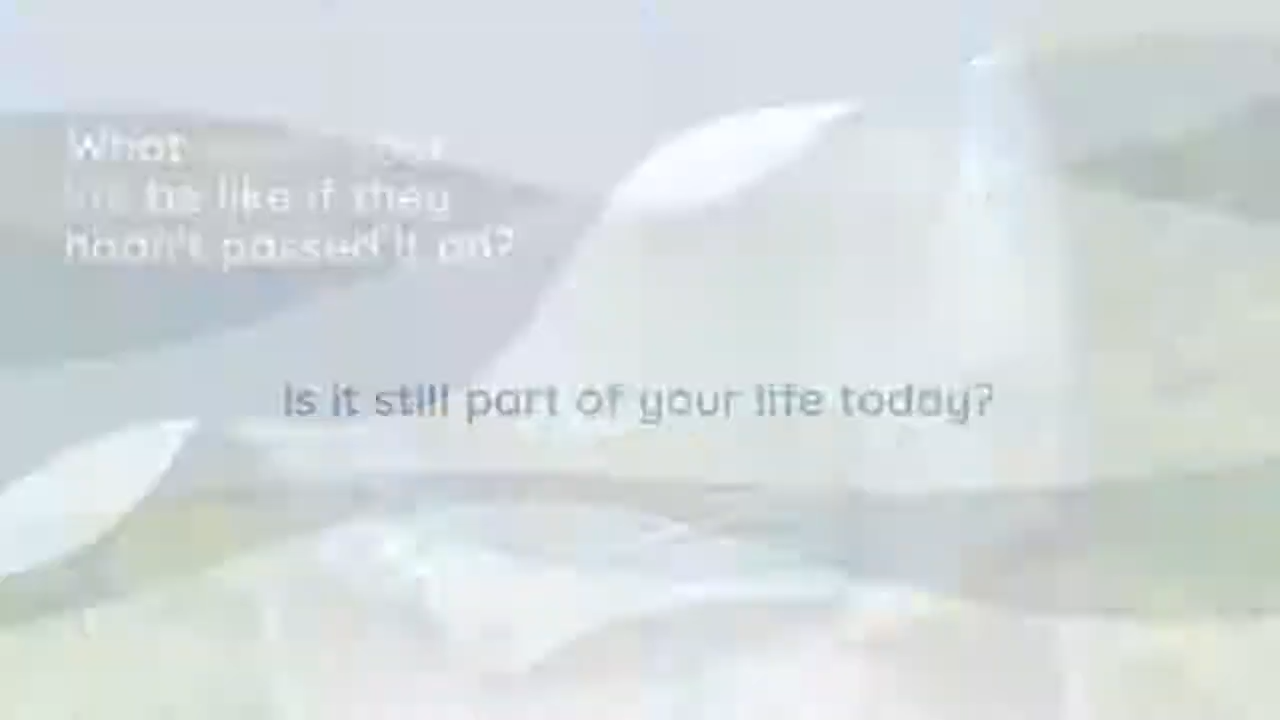 What
be like if they
hadn't passed it on?
Is it still part of your life today?